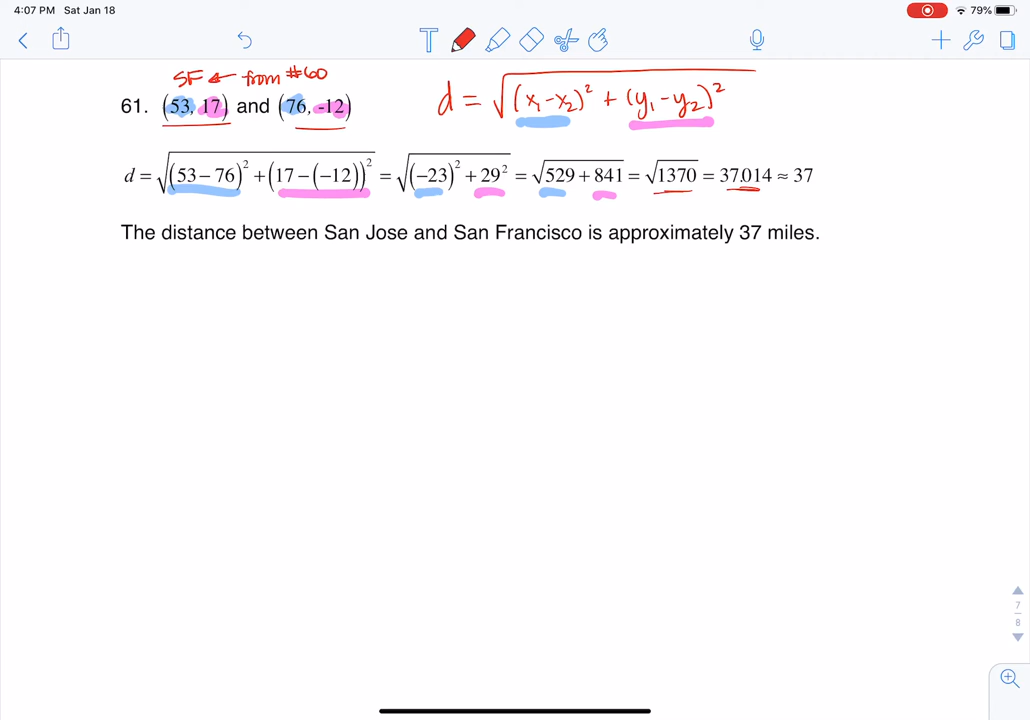 4:07 PM Sat Jan 18 79%
T
SF ← from #60
61. (53, 17) and (76, -12) d = √((x₁-x₂)² + (y₁-y₂)²)
d = √((53 – 76)² + (17 – (–12))²) = √((–23)² + 29²) = √(529 + 841) = √1370 = 37.014 ≈ 37
The distance between San Jose and San Francisco is approximately 37 miles.
7
8